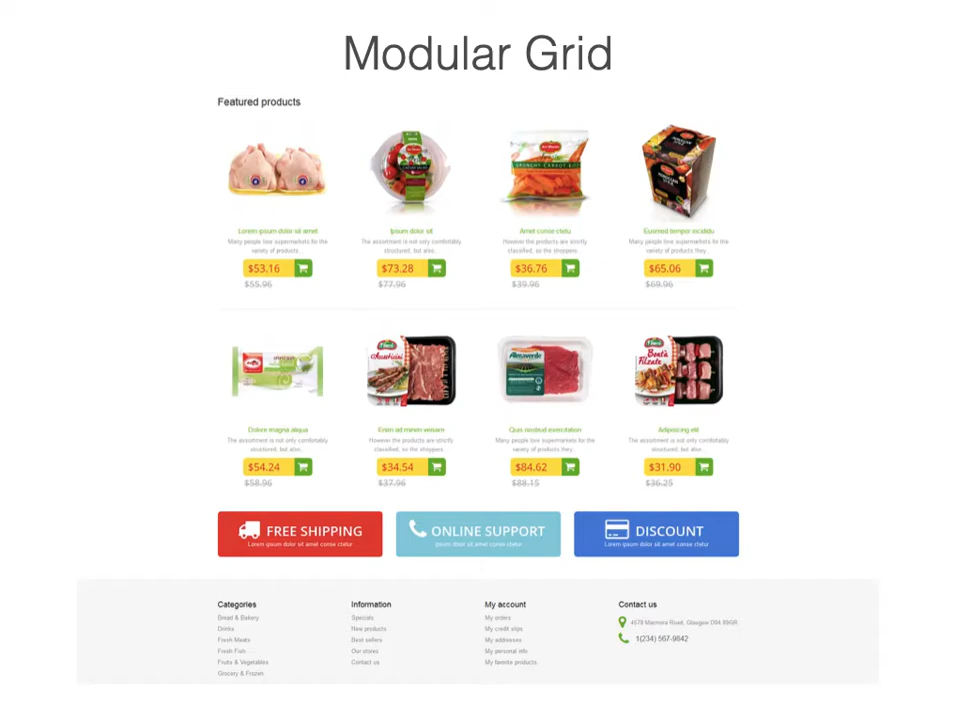 Modular Grid
Featured products
Lorem ipsum dolor sit amet
Many people love supermarkets for the
variety of products...
$53.16
$55.96
Ipsum dolor sit
The assortment is not only comfortably
structured, but also...
$73.28
$77.96
Amet conse ctetu
However the products are strictly
classified, so the shoppers...
$36.76
$39.96
Eiusmod tempor incididu
Many people love supermarkets for the
variety of products they...
$65.06
$69.96
Dolore magna aliqua
The assortment is not only comfortably
structured, but also...
$54.24
$58.96
Enim ad minim veniam
However the products are strictly
classified, so the shoppers...
$34.54
$37.96
Almaverde
Quis nostrud exercitation
Many people love supermarkets for the
variety of products they...
$84.62
$88.15
Adipisicing elit
The assortment is not only comfortably
structured, but also...
$31.90
$36.25
FREE SHIPPING
Lorem ipsum dolor sit amet conse ctetur
ONLINE SUPPORT
Ipsum dolor sit amet conse ctetur
DISCOUNT
Lorem ipsum dolor sit amet conse ctetur
Categories
Bread & Bakery
Drinks
Fresh Meats
Fresh Fish
Fruits & Vegetables
Grocery & Frozen
Information
Specials
New products
Best sellers
Our stores
Contact us
My account
My orders
My credit slips
My addresses
My personal info
My favorite products
Contact us
4578 Marmora Road, Glasgow D04 89GR
1(234) 567-9842